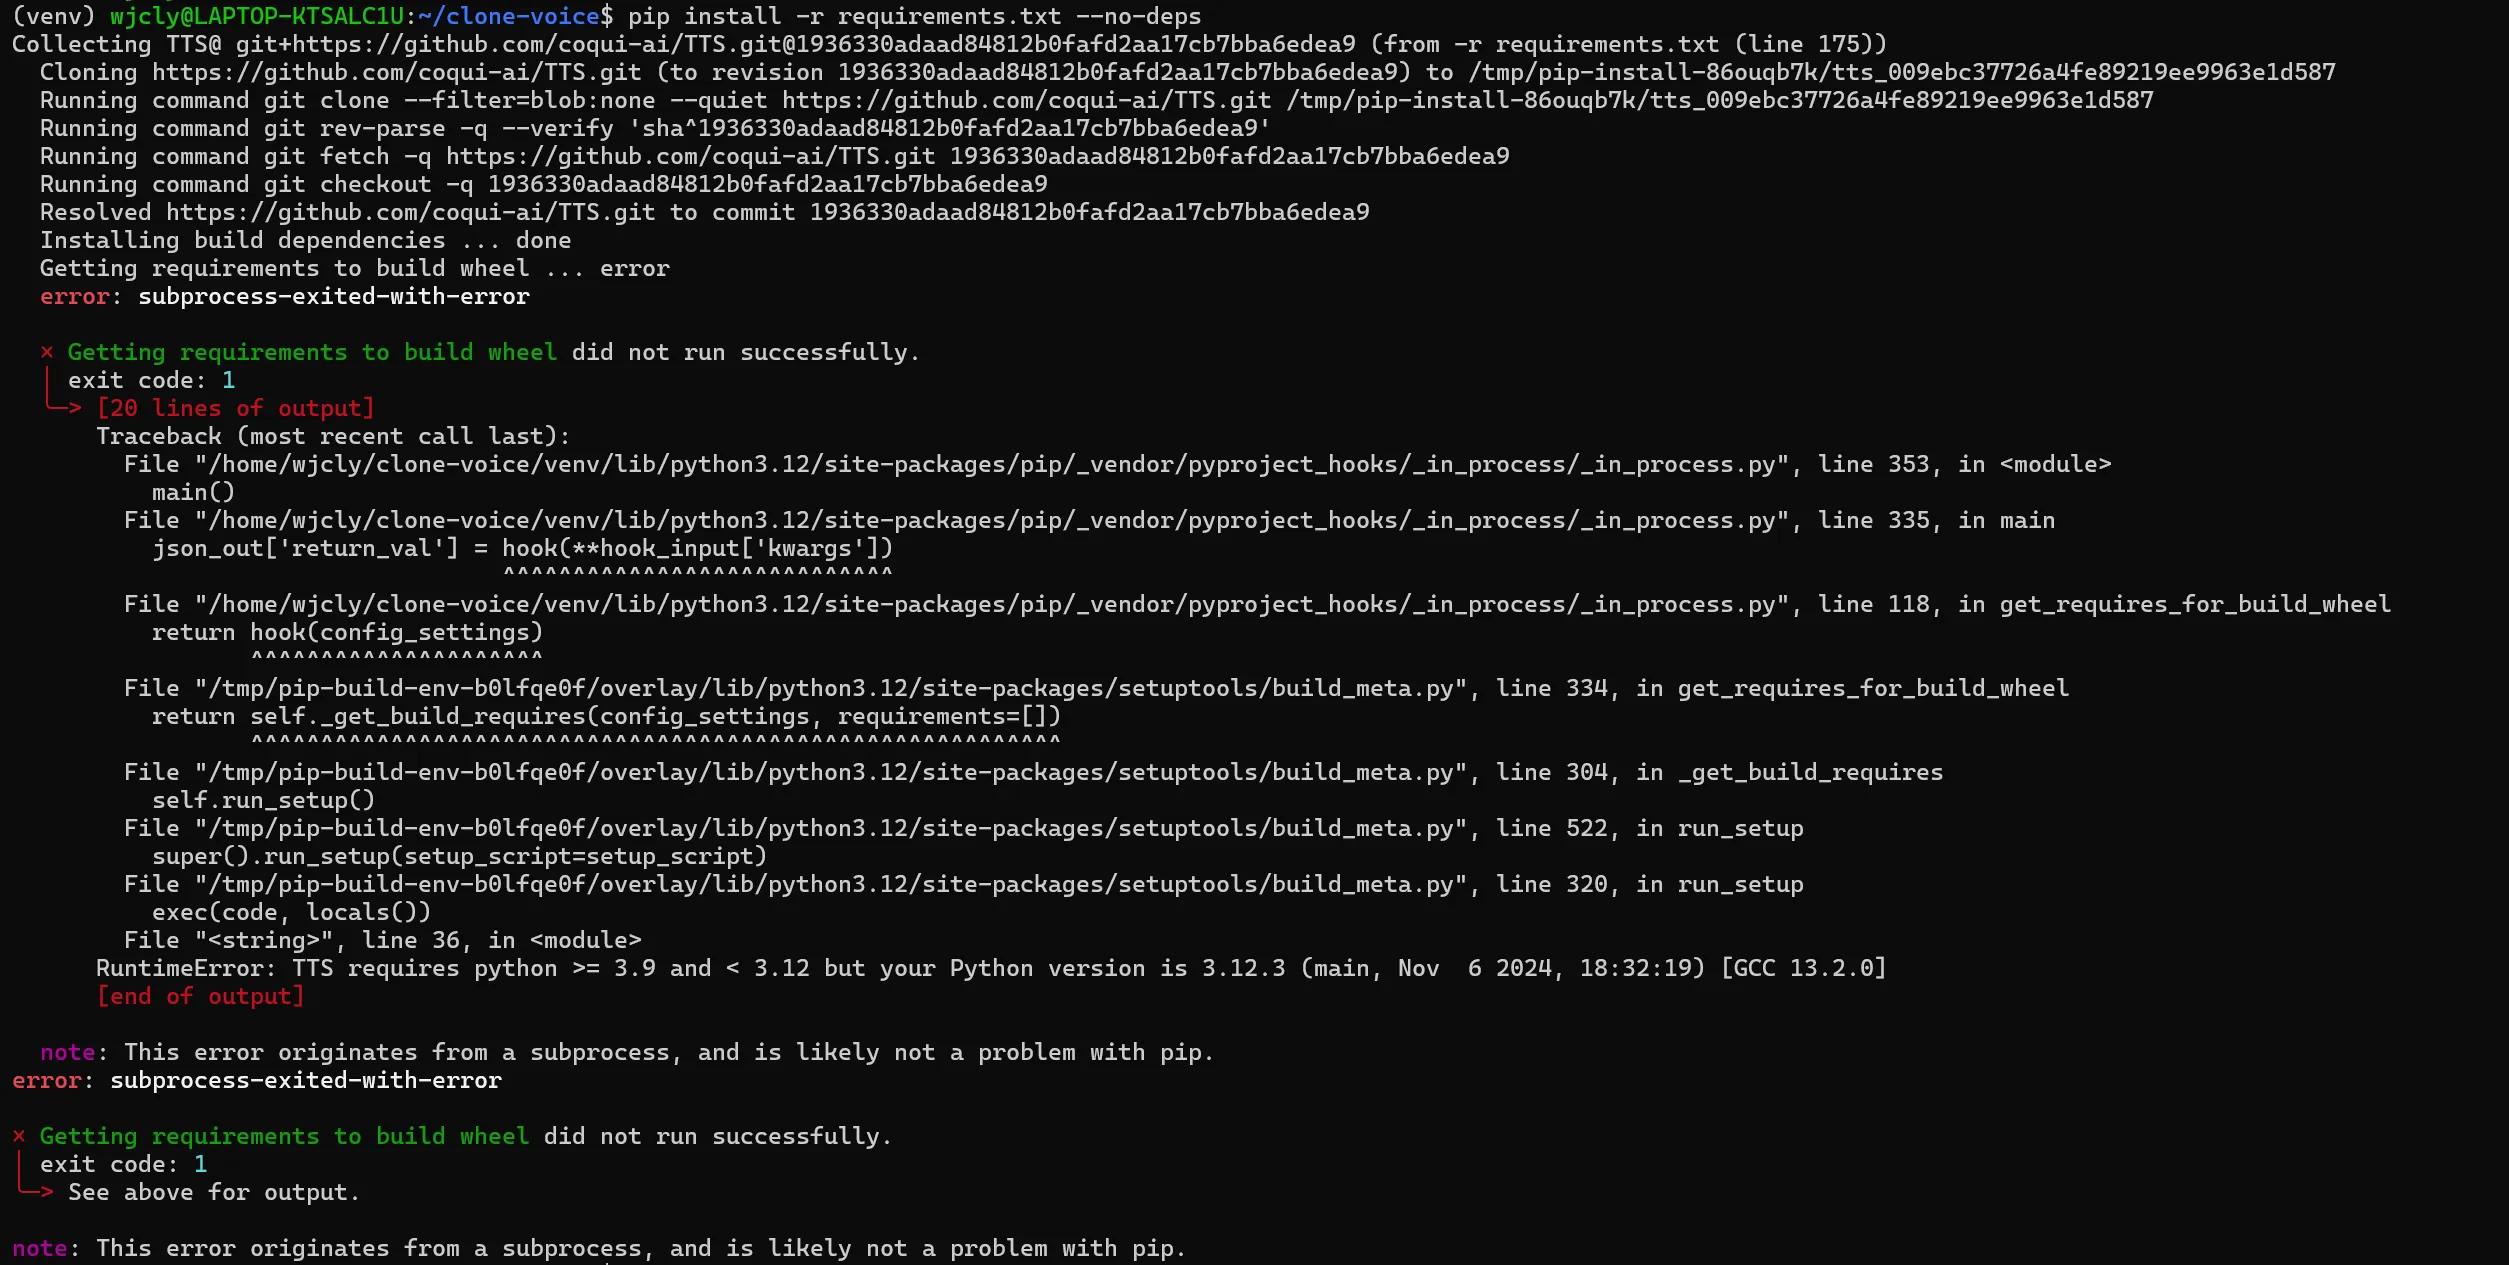 (venv) wjcly@LAPTOP-KTSALC1U:~/clone-voice$ pip install -r requirements.txt --no-deps
Collecting TTS@ git+https://github.com/coqui-ai/TTS.git@1936330adaad84812b0fafd2aa17cb7bba6edea9 (from -r requirements.txt (line 175))
  Cloning https://github.com/coqui-ai/TTS.git (to revision 1936330adaad84812b0fafd2aa17cb7bba6edea9) to /tmp/pip-install-86ouqb7k/tts_009ebc37726a4fe89219ee9963e1d587
  Running command git clone --filter=blob:none --quiet https://github.com/coqui-ai/TTS.git /tmp/pip-install-86ouqb7k/tts_009ebc37726a4fe89219ee9963e1d587
  Running command git rev-parse -q --verify 'sha^1936330adaad84812b0fafd2aa17cb7bba6edea9'
  Running command git fetch -q https://github.com/coqui-ai/TTS.git 1936330adaad84812b0fafd2aa17cb7bba6edea9
  Running command git checkout -q 1936330adaad84812b0fafd2aa17cb7bba6edea9
  Resolved https://github.com/coqui-ai/TTS.git to commit 1936330adaad84812b0fafd2aa17cb7bba6edea9
  Installing build dependencies ... done
  Getting requirements to build wheel ... error
  error: subprocess-exited-with-error

  × Getting requirements to build wheel did not run successfully.
  │ exit code: 1
  ╰─> [20 lines of output]
      Traceback (most recent call last):
        File "/home/wjcly/clone-voice/venv/lib/python3.12/site-packages/pip/_vendor/pyproject_hooks/_in_process/_in_process.py", line 353, in <module>
          main()
        File "/home/wjcly/clone-voice/venv/lib/python3.12/site-packages/pip/_vendor/pyproject_hooks/_in_process/_in_process.py", line 335, in main
          json_out['return_val'] = hook(**hook_input['kwargs'])
                                   ^^^^^^^^^^^^^^^^^^^^^^^^^^^^
        File "/home/wjcly/clone-voice/venv/lib/python3.12/site-packages/pip/_vendor/pyproject_hooks/_in_process/_in_process.py", line 118, in get_requires_for_build_wheel
          return hook(config_settings)
                 ^^^^^^^^^^^^^^^^^^^^^
        File "/tmp/pip-build-env-b0lfqe0f/overlay/lib/python3.12/site-packages/setuptools/build_meta.py", line 334, in get_requires_for_build_wheel
          return self._get_build_requires(config_settings, requirements=[])
                 ^^^^^^^^^^^^^^^^^^^^^^^^^^^^^^^^^^^^^^^^^^^^^^^^^^^^^^^^^^
        File "/tmp/pip-build-env-b0lfqe0f/overlay/lib/python3.12/site-packages/setuptools/build_meta.py", line 304, in _get_build_requires
          self.run_setup()
        File "/tmp/pip-build-env-b0lfqe0f/overlay/lib/python3.12/site-packages/setuptools/build_meta.py", line 522, in run_setup
          super().run_setup(setup_script=setup_script)
        File "/tmp/pip-build-env-b0lfqe0f/overlay/lib/python3.12/site-packages/setuptools/build_meta.py", line 320, in run_setup
          exec(code, locals())
        File "<string>", line 36, in <module>
      RuntimeError: TTS requires python >= 3.9 and < 3.12 but your Python version is 3.12.3 (main, Nov  6 2024, 18:32:19) [GCC 13.2.0]
      [end of output]

  note: This error originates from a subprocess, and is likely not a problem with pip.
error: subprocess-exited-with-error

× Getting requirements to build wheel did not run successfully.
│ exit code: 1
╰─> See above for output.

note: This error originates from a subprocess, and is likely not a problem with pip.